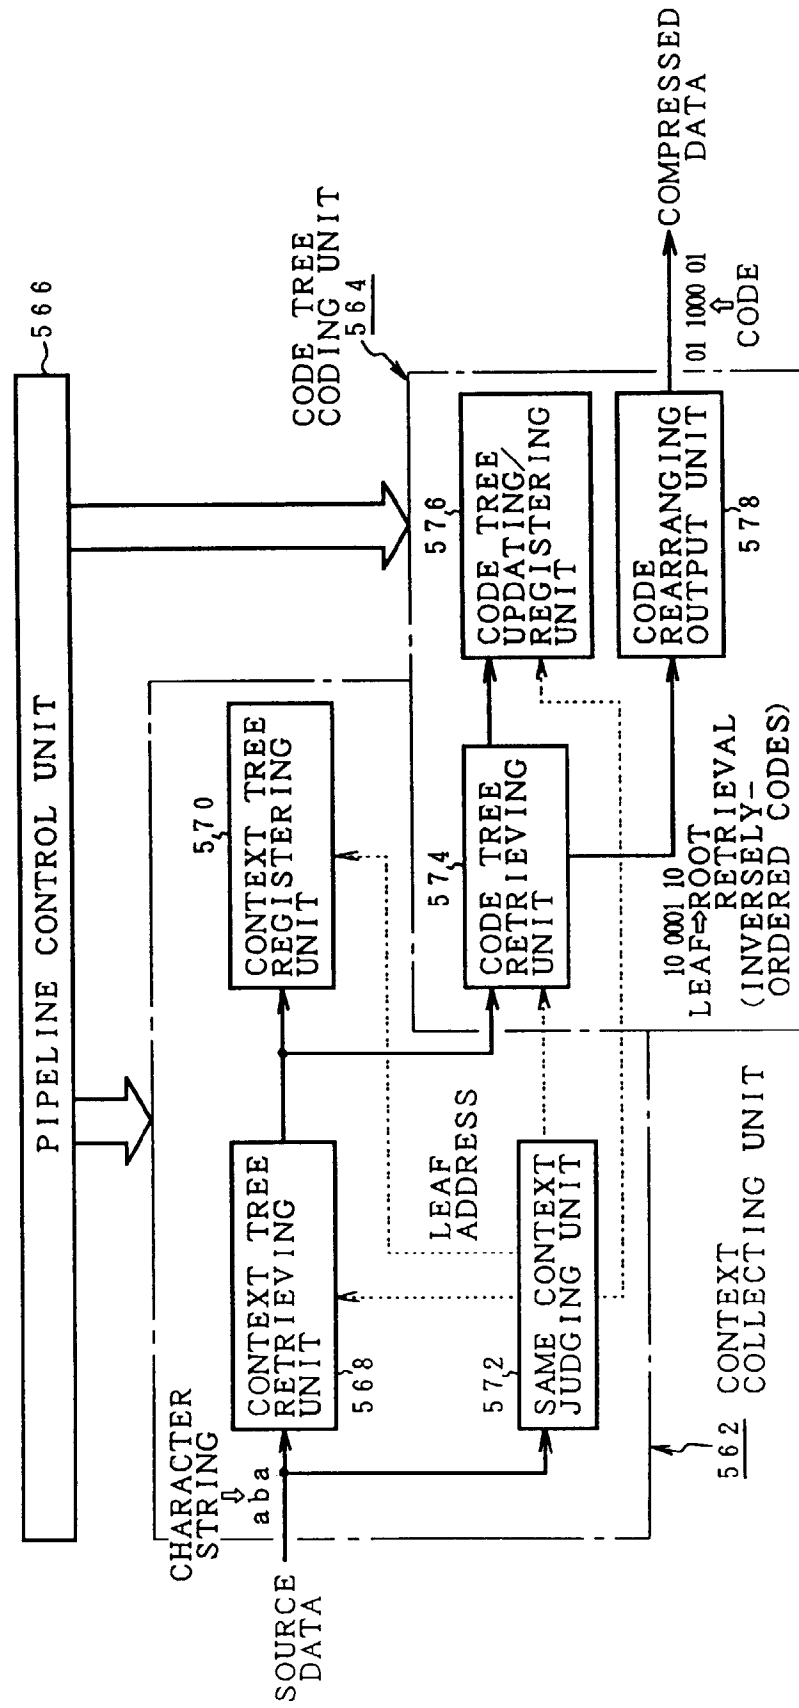 566
PIPELINE CONTROL UNIT
CODE TREE
CODING UNIT
564
CHARACTER
STRING
aba
SOURCE
DATA
CONTEXT TREE
RETRIEVING
UNIT
568
570
CONTEXT TREE
REGISTERING
UNIT
LEAF
ADDRESS
572
SAME CONTEXT
JUDGING UNIT
574
CODE TREE
RETRIEVING
UNIT
576
CODE TREE
UPDATING/
REGISTERING
UNIT
CODE
REARRANGING
OUTPUT UNIT
578
10 0001 10
LEAF⇒ROOT
RETRIEVAL
(INVERSELY-
ORDERED CODES)
01 1000 01
CODE
COMPRESSED
DATA
562 CONTEXT
COLLECTING UNIT